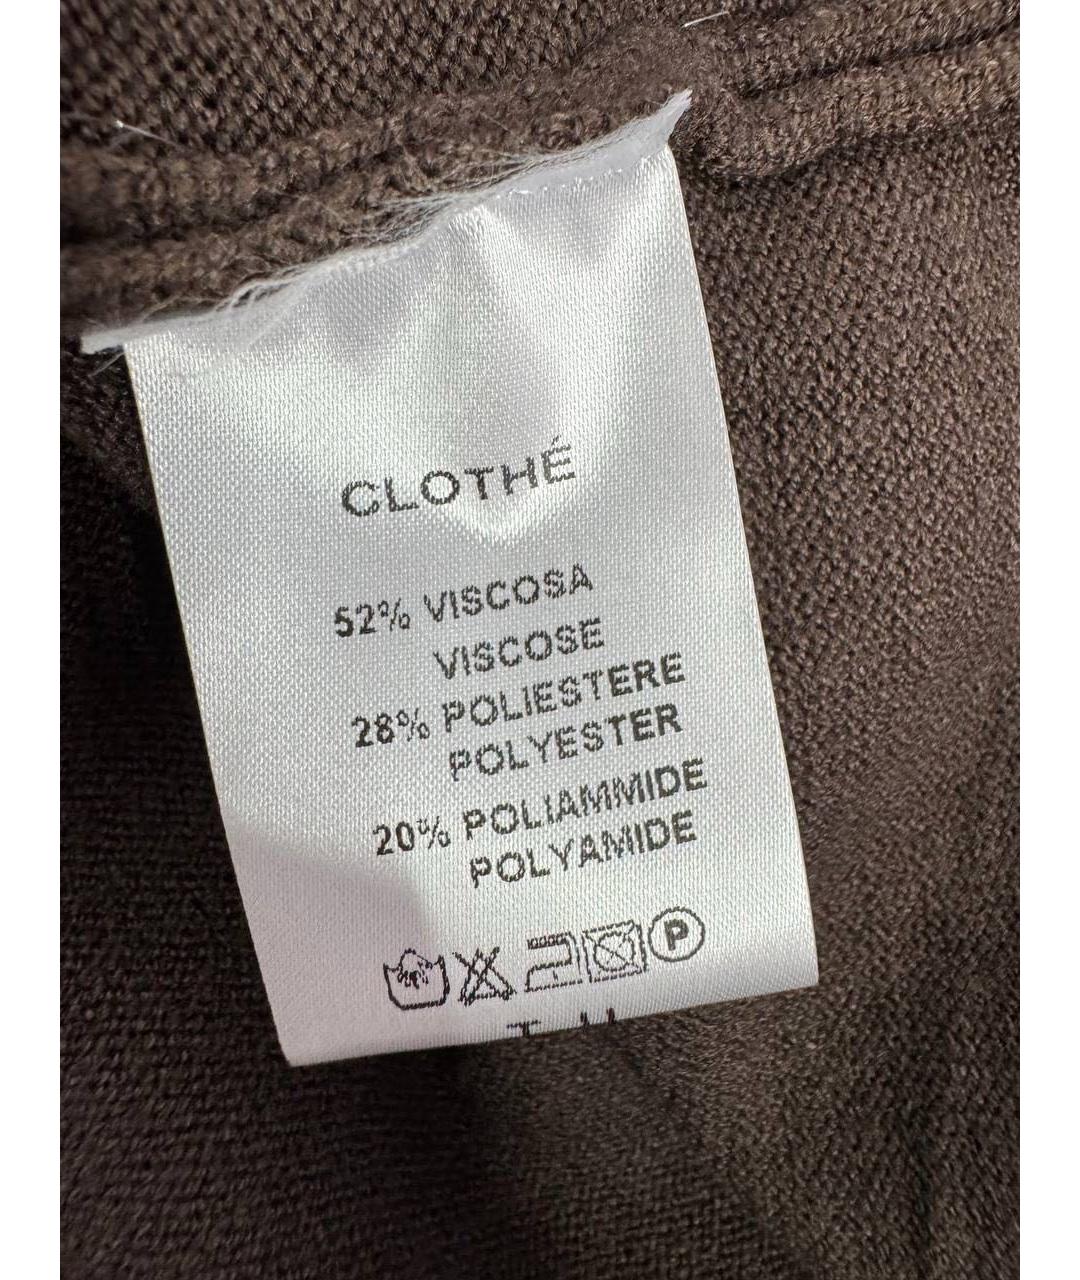 CLOTHÉ
52% VISCOSA
VISCOSE
28% POLIESTERE
POLYESTER
20% POLIAMMIDE
POLYAMIDE
P